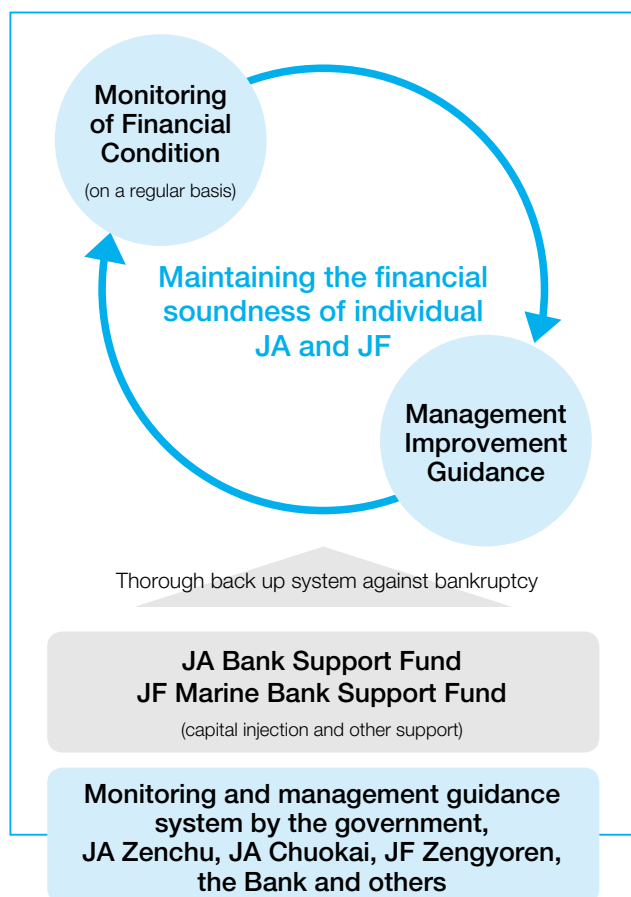 Monitoring
of Financial
Condition
(on a regular basis)
Maintaining the financial
soundness of individual
JA and JF
Management
Improvement
Guidance
Thorough back up system against bankruptcy
JA Bank Support Fund
JF Marine Bank Support Fund
(capital injection and other support)
Monitoring and management guidance
system by the government,
JA Zenchu, JA Chuokai, JF Zengyoren,
the Bank and others